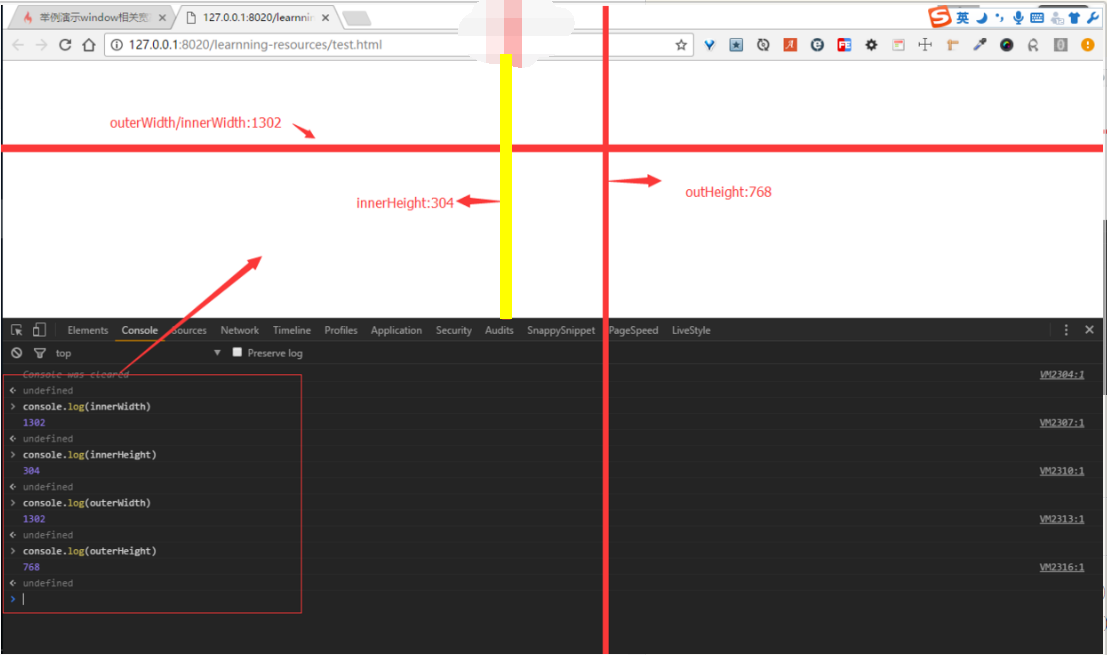 举例演示window相关宽 127.0.0.1:8020/learnnin
英
127.0.0.1:8020/learnning-resources/test.html
outerWidth/innerWidth:1302
innerHeight:304
outHeight:768
Elements Console Sources Network Timeline Profiles Application Security Audits SnappySnippet PageSpeed LiveStyle
top Preserve log
Console was cleared VM2304:1
undefined
console.log(innerWidth)
1302 VM2307:1
undefined
console.log(innerHeight)
304 VM2310:1
undefined
console.log(outerWidth)
1302 VM2313:1
undefined
console.log(outerHeight)
768 VM2316:1
undefined